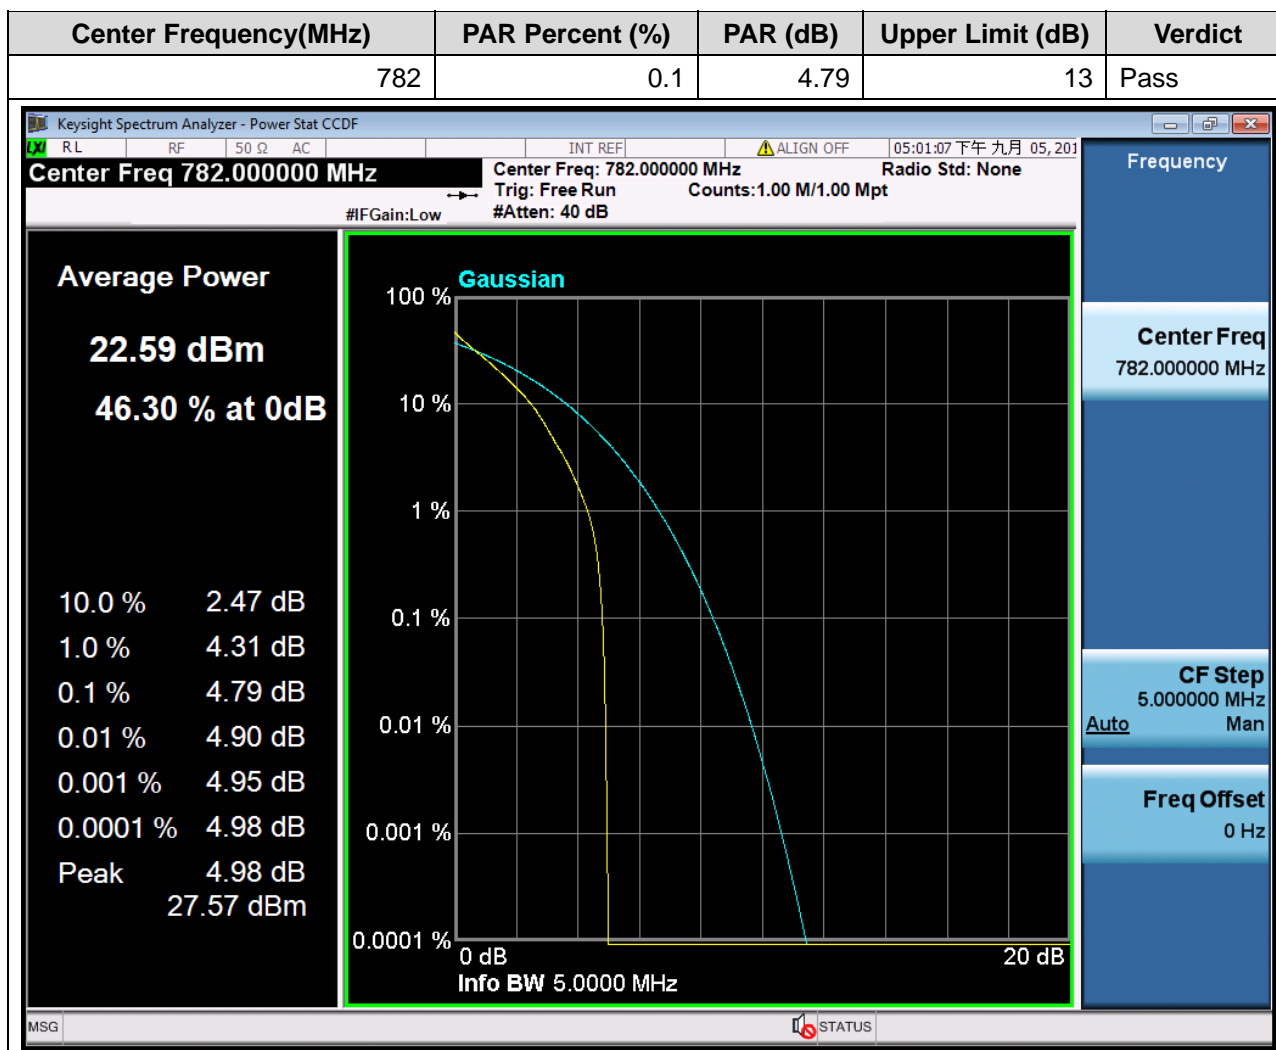 Center Frequency(MHz) PAR Percent (%) PAR (dB) Upper Limit (dB) Verdict
782 0.1 4.79 13 Pass
Keysight Spectrum Analyzer - Power Stat CCDF
LXI RL RF 50 Ω AC INT REF ALIGN OFF 05:01:07 下午 九月 05, 201
Center Freq 782.000000 MHz
Center Freq: 782.000000 MHz Radio Std: None
Trig: Free Run Counts:1.00 M/1.00 Mpt
#IFGain:Low #Atten: 40 dB
Average Power
22.59 dBm
46.30 % at 0dB
10.0 % 2.47 dB
1.0 % 4.31 dB
0.1 % 4.79 dB
0.01 % 4.90 dB
0.001 % 4.95 dB
0.0001 % 4.98 dB
Peak 4.98 dB
27.57 dBm
Gaussian
100 %
10 %
1 %
0.1 %
0.01 %
0.001 %
0.0001 %
0 dB 20 dB
Info BW 5.0000 MHz
Frequency
Center Freq
782.000000 MHz
CF Step
5.000000 MHz
Auto Man
Freq Offset
0 Hz
MSG STATUS